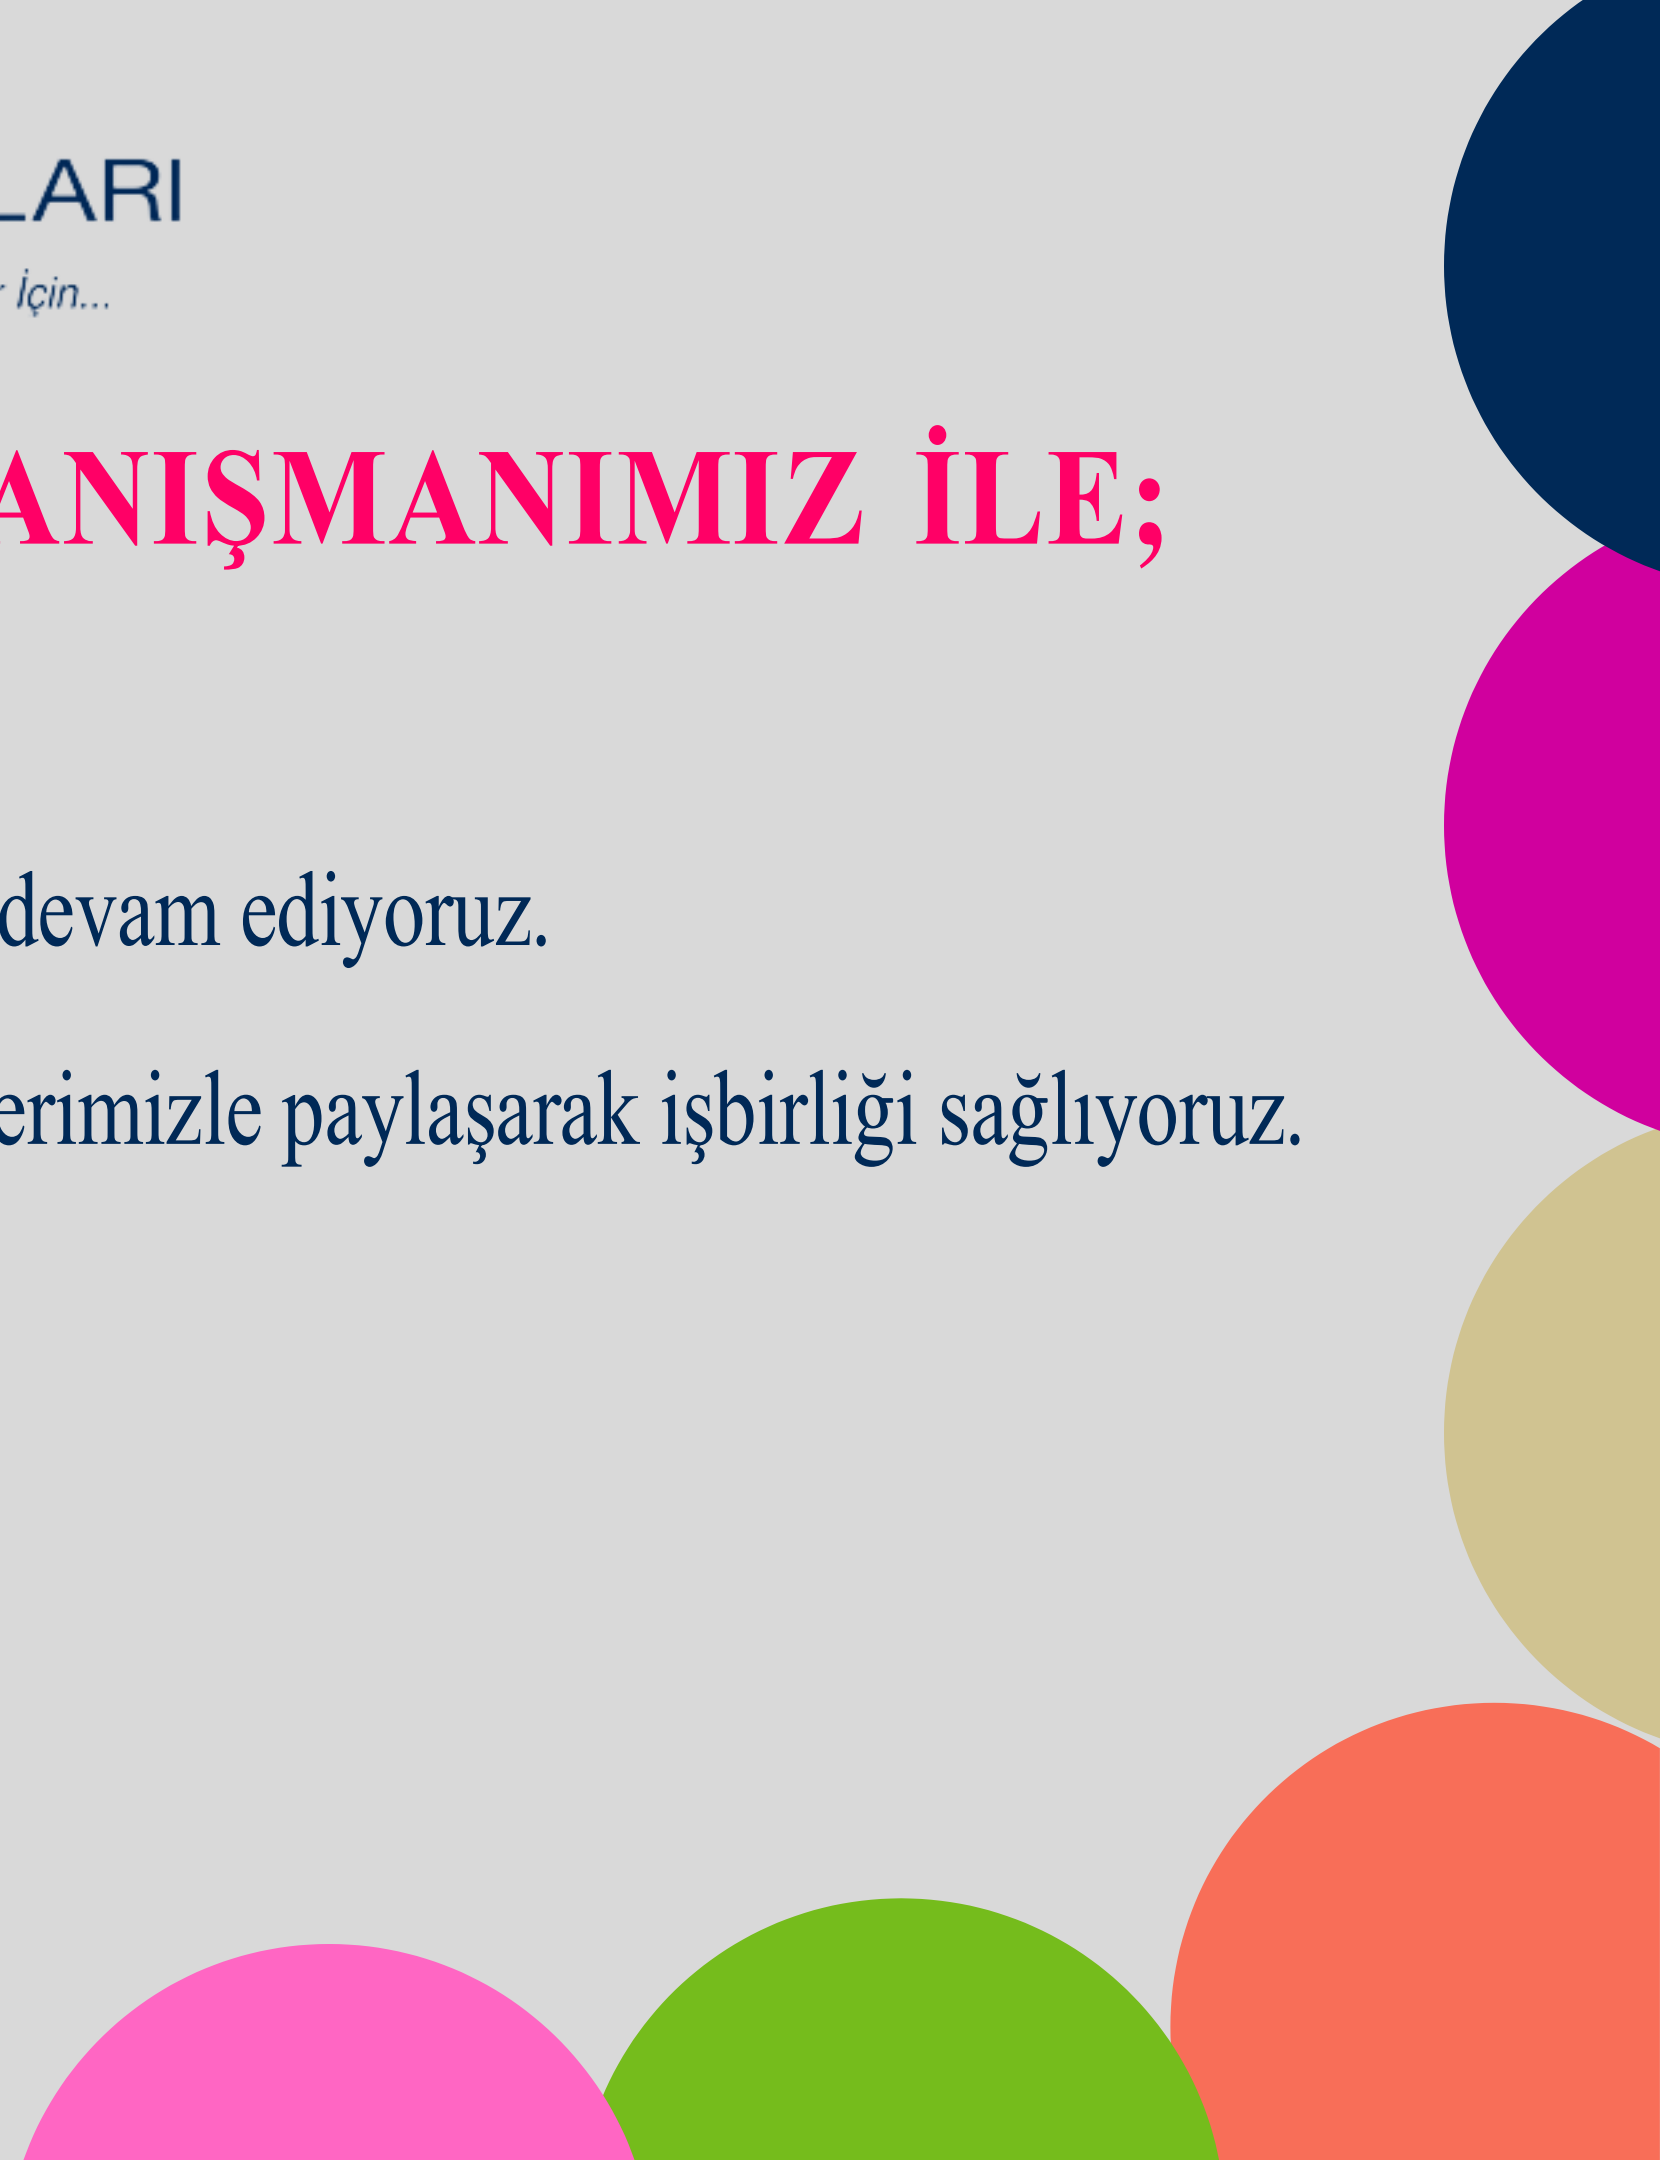 LARI
İçin...
ANIŞMANIMIZ İLE;
devam ediyoruz.
erimizle paylaşarak işbirliği sağlıyoruz.